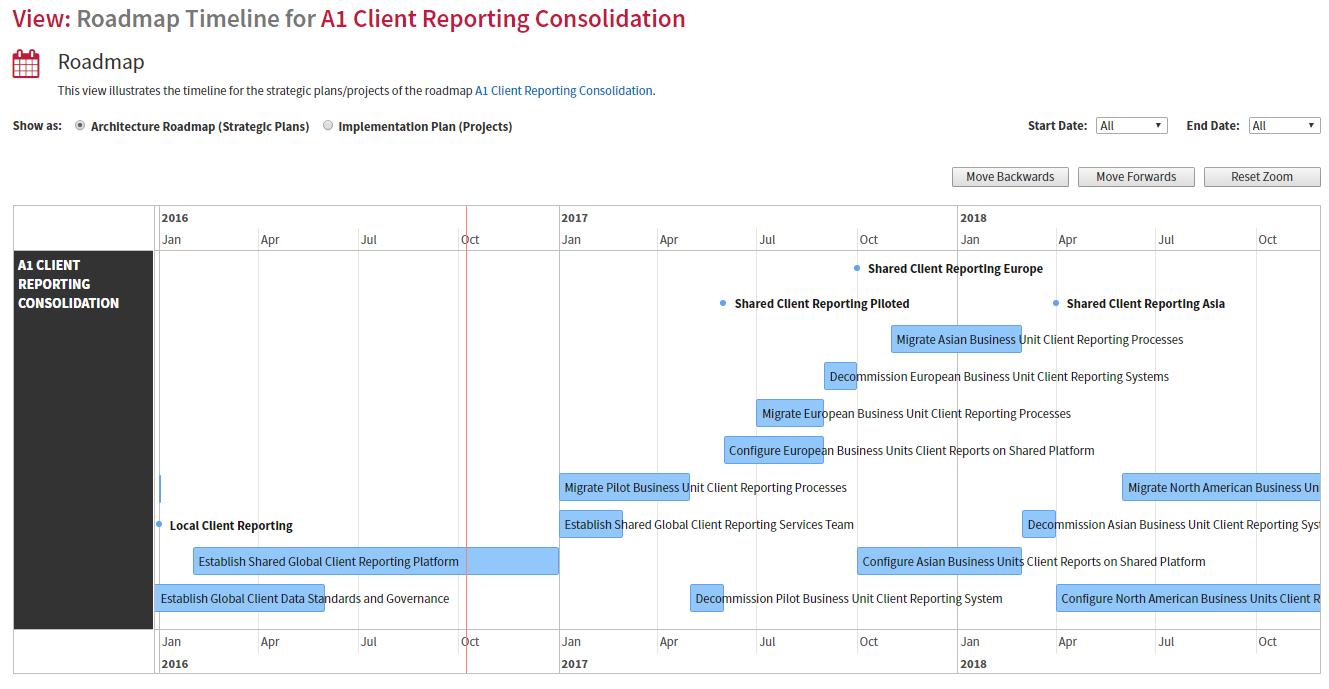 View: Roadmap Timeline for A1 Client Reporting Consolidation
Roadmap
This view illustrates the timeline for the strategic plans/projects of the roadmap A1 Client Reporting Consolidation.
Show as: Architecture Roadmap (Strategic Plans) Implementation Plan (Projects)
Start Date: All End Date: All
Move Backwards Move Forwards Reset Zoom
2016 2017 2018
Jan Apr Jul Oct Jan Apr Jul Oct Jan Apr Jul Oct
A1 CLIENT
REPORTING
CONSOLIDATION
Shared Client Reporting Europe
Shared Client Reporting Piloted Shared Client Reporting Asia
Migrate Asian Business Unit Client Reporting Processes
Decommission European Business Unit Client Reporting Systems
Migrate European Business Unit Client Reporting Processes
Configure European Business Units Client Reports on Shared Platform
Migrate Pilot Business Unit Client Reporting Processes Migrate North American Business Un
Local Client Reporting Establish Shared Global Client Reporting Services Team Decommission Asian Business Unit Client Reporting Syst
Establish Shared Global Client Reporting Platform Configure Asian Business Units Client Reports on Shared Platform
Establish Global Client Data Standards and Governance Decommission Pilot Business Unit Client Reporting System Configure North American Business Units Client R
Jan Apr Jul Oct Jan Apr Jul Oct Jan Apr Jul Oct
2016 2017 2018